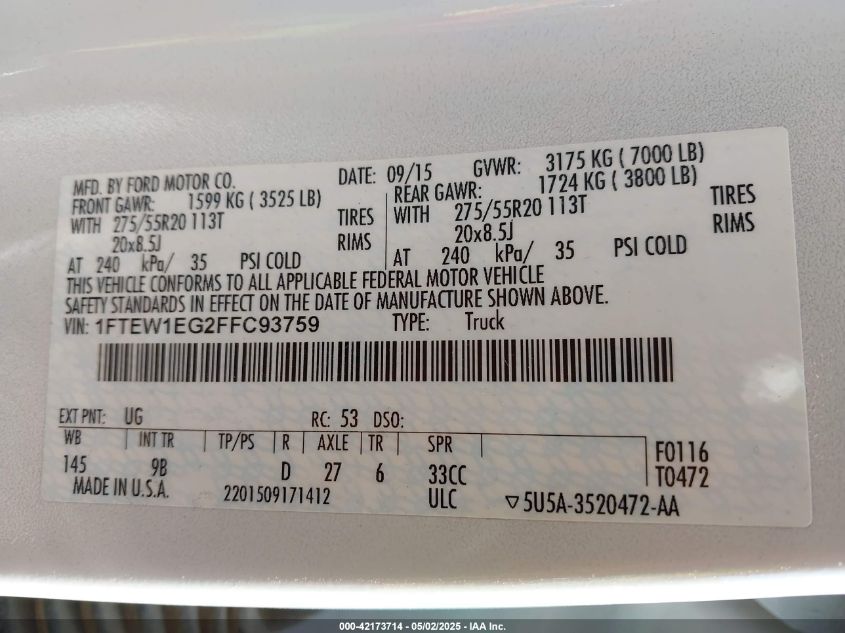 MFD. BY FORD MOTOR CO. DATE: 09/15 GVWR: 3175 KG ( 7000 LB)
FRONT GAWR: 1599 KG ( 3525 LB) REAR GAWR: 1724 KG ( 3800 LB)
WITH 275/55R20 113T TIRES WITH 275/55R20 113T TIRES
20x8.5J RIMS 20x8.5J RIMS
AT 240 kPa/ 35 PSI COLD AT 240 kPa/ 35 PSI COLD
THIS VEHICLE CONFORMS TO ALL APPLICABLE FEDERAL MOTOR VEHICLE
SAFETY STANDARDS IN EFFECT ON THE DATE OF MANUFACTURE SHOWN ABOVE.
VIN: 1FTEW1EG2FFC93759 TYPE: Truck
EXT PNT: UG RC: 53 DSO:
WB INT TR TP/PS R AXLE TR SPR F0116
145 9B D 27 6 33CC T0472
MADE IN U.S.A. 2201509171412 ULC ▽5U5A-3520472-AA
000-42173714 - 05/02/2025 - IAA Inc.